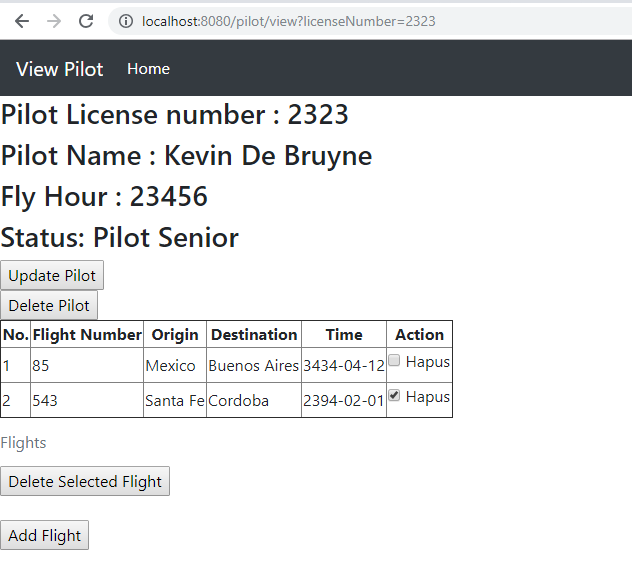 localhost:8080/pilot/view?licenseNumber=2323
View Pilot Home
Pilot License number : 2323
Pilot Name : Kevin De Bruyne
Fly Hour : 23456
Status: Pilot Senior
Update Pilot
Delete Pilot
No. Flight Number Origin Destination Time Action
1 85 Mexico Buenos Aires 3434-04-12 Hapus
2 543 Santa Fe Cordoba 2394-02-01 Hapus
Flights
Delete Selected Flight
Add Flight